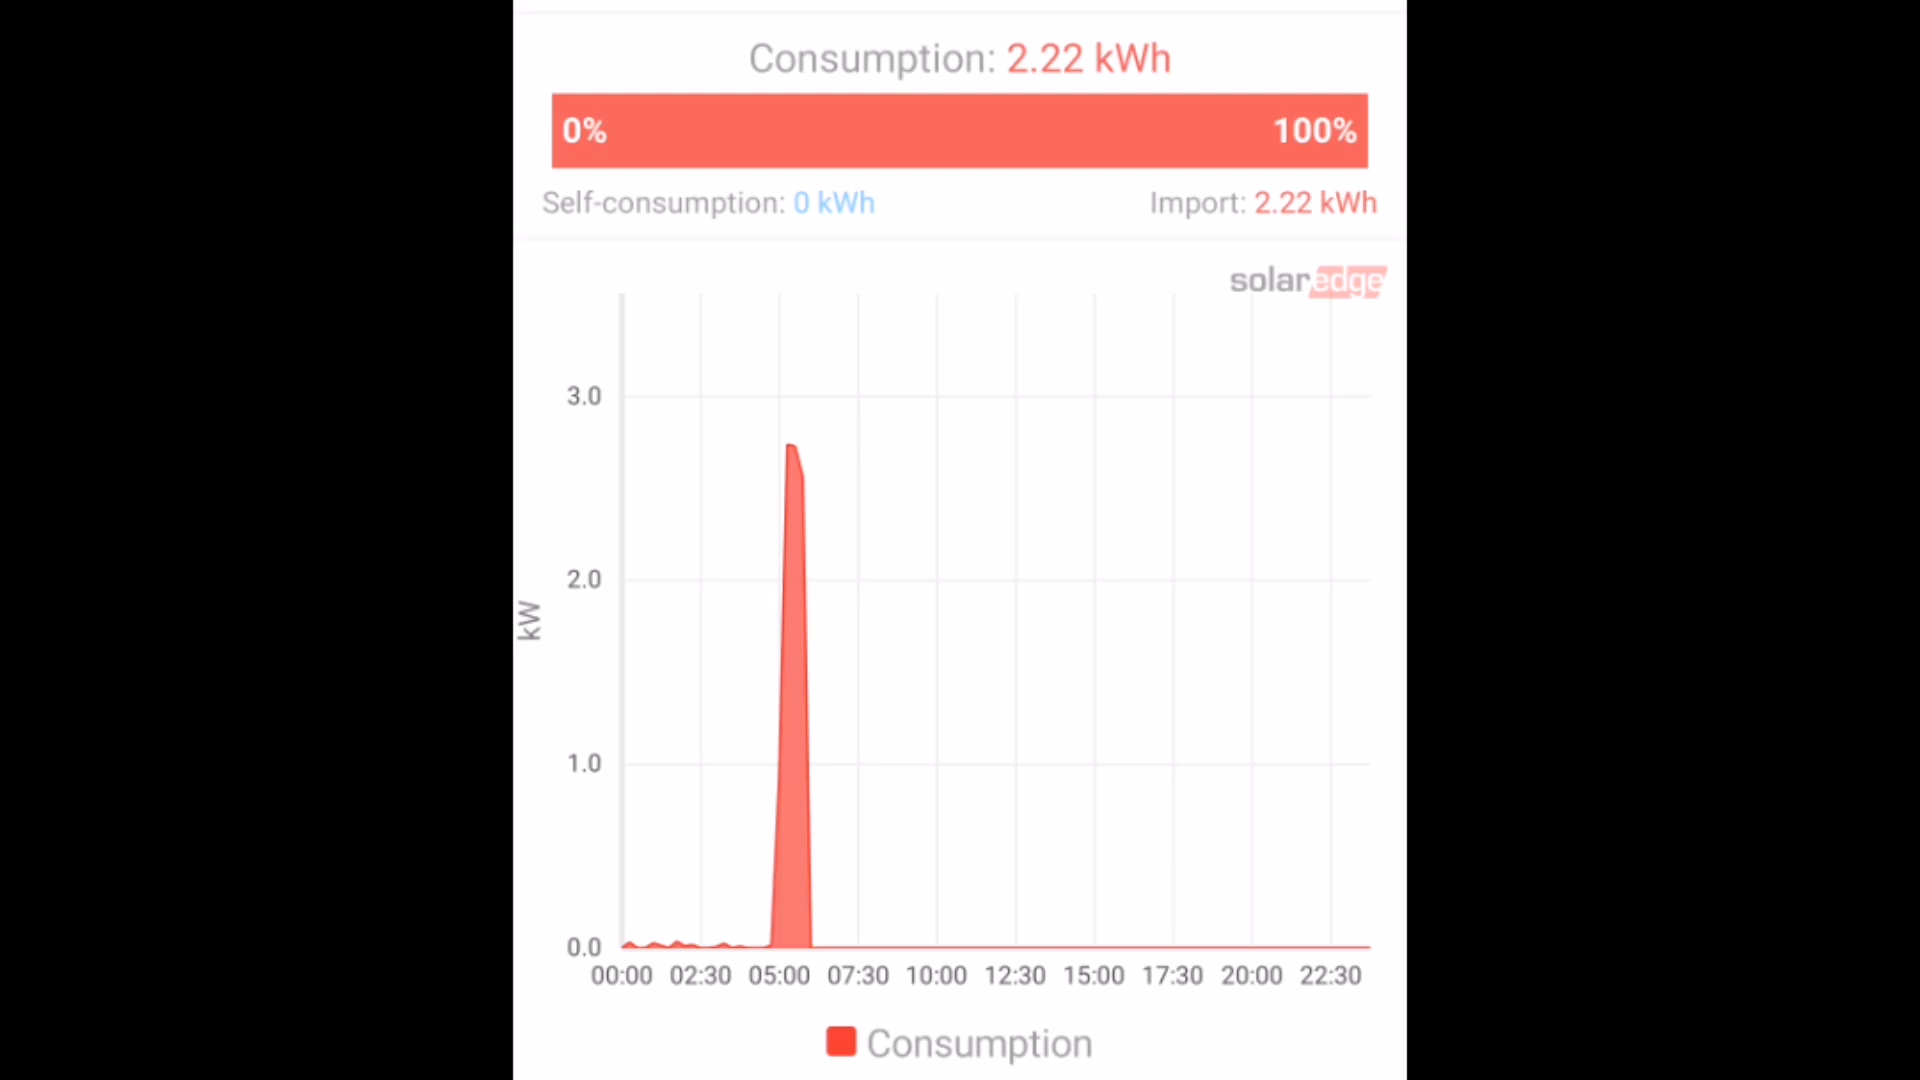 Consumption: 2.22 kWh
0% 100%
Self-consumption: 0 kWh Import: 2.22 kWh
solaredge
3.0
2.0
kW
1.0
0.0
00:00 02:30 05:00 07:30 10:00 12:30 15:00 17:30 20:00 22:30
Consumption